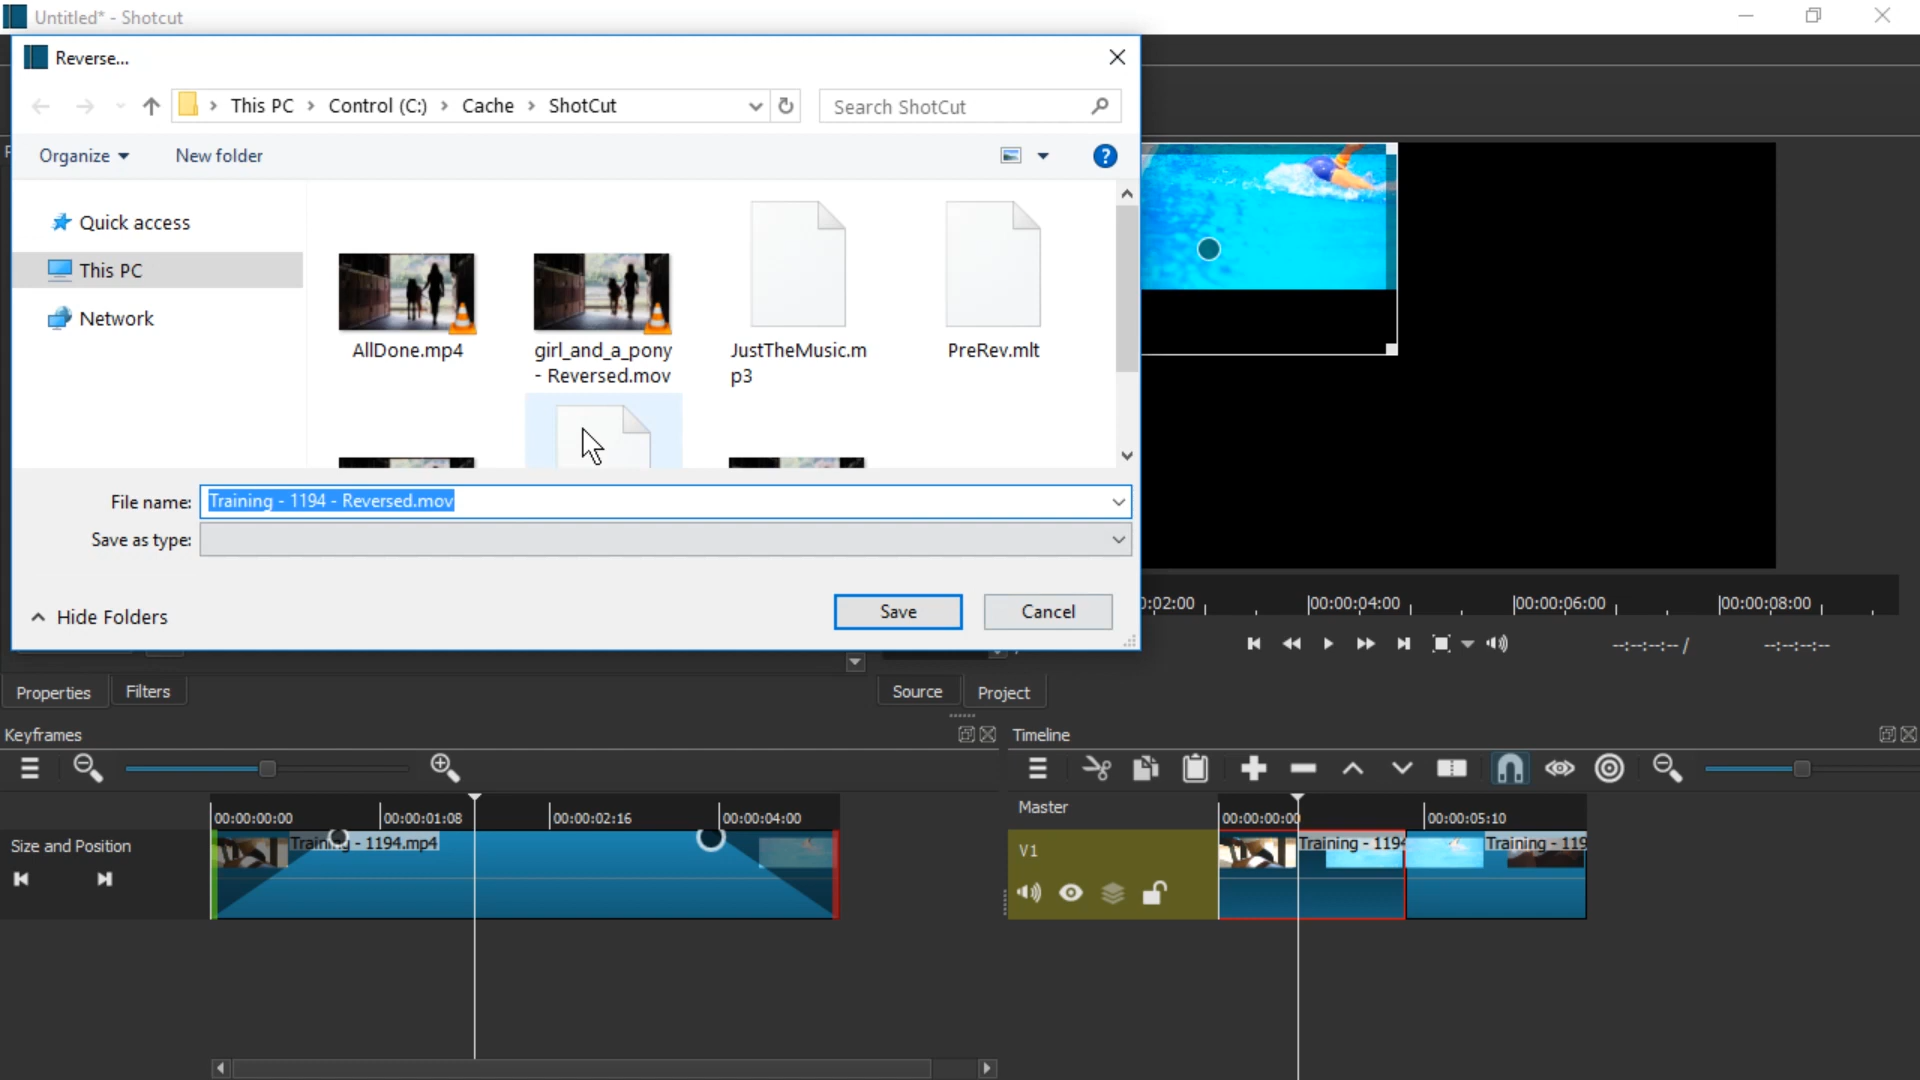 Untitled* - Shotcut
Reverse...
This PC > Control (C:) > Cache > ShotCut
Search ShotCut
Organize
New folder
Quick access
This PC
Network
AllDone.mp4
girl_and_a_pony
- Reversed.mov
JustTheMusic.m
p3
PreRev.mlt
File name: Training - 1194 - Reversed.mov
Save as type:
Hide Folders
Save
Cancel
:02:00
00:00:04:00
00:00:06:00
00:00:08:00
--:--:--:-- /
--:--:--:--
Properties
Filters
Source
Project
Keyframes
00:00:00:00
00:00:01:08
00:00:02:16
00:00:04:00
Size and Position
Training - 1194.mp4
Timeline
Master
00:00:00:00
00:00:05:10
V1
Training - 1194
Training - 119